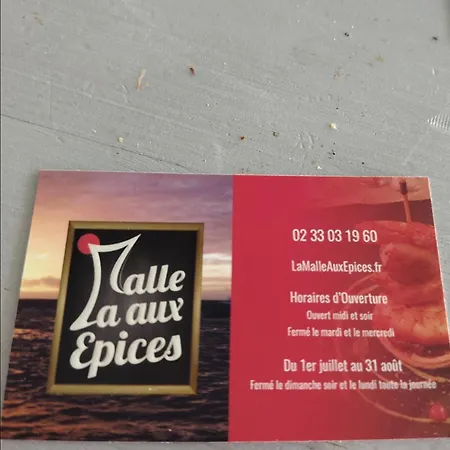 La Malle
aux
Epices
02 33 03 19 60
LaMalleAuxEpices.fr
Horaires d'Ouverture
Ouvert midi et soir
Fermé le mardi et le mercredi
Du 1er juillet au 31 août
Fermé le dimanche soir et le lundi toute la journée